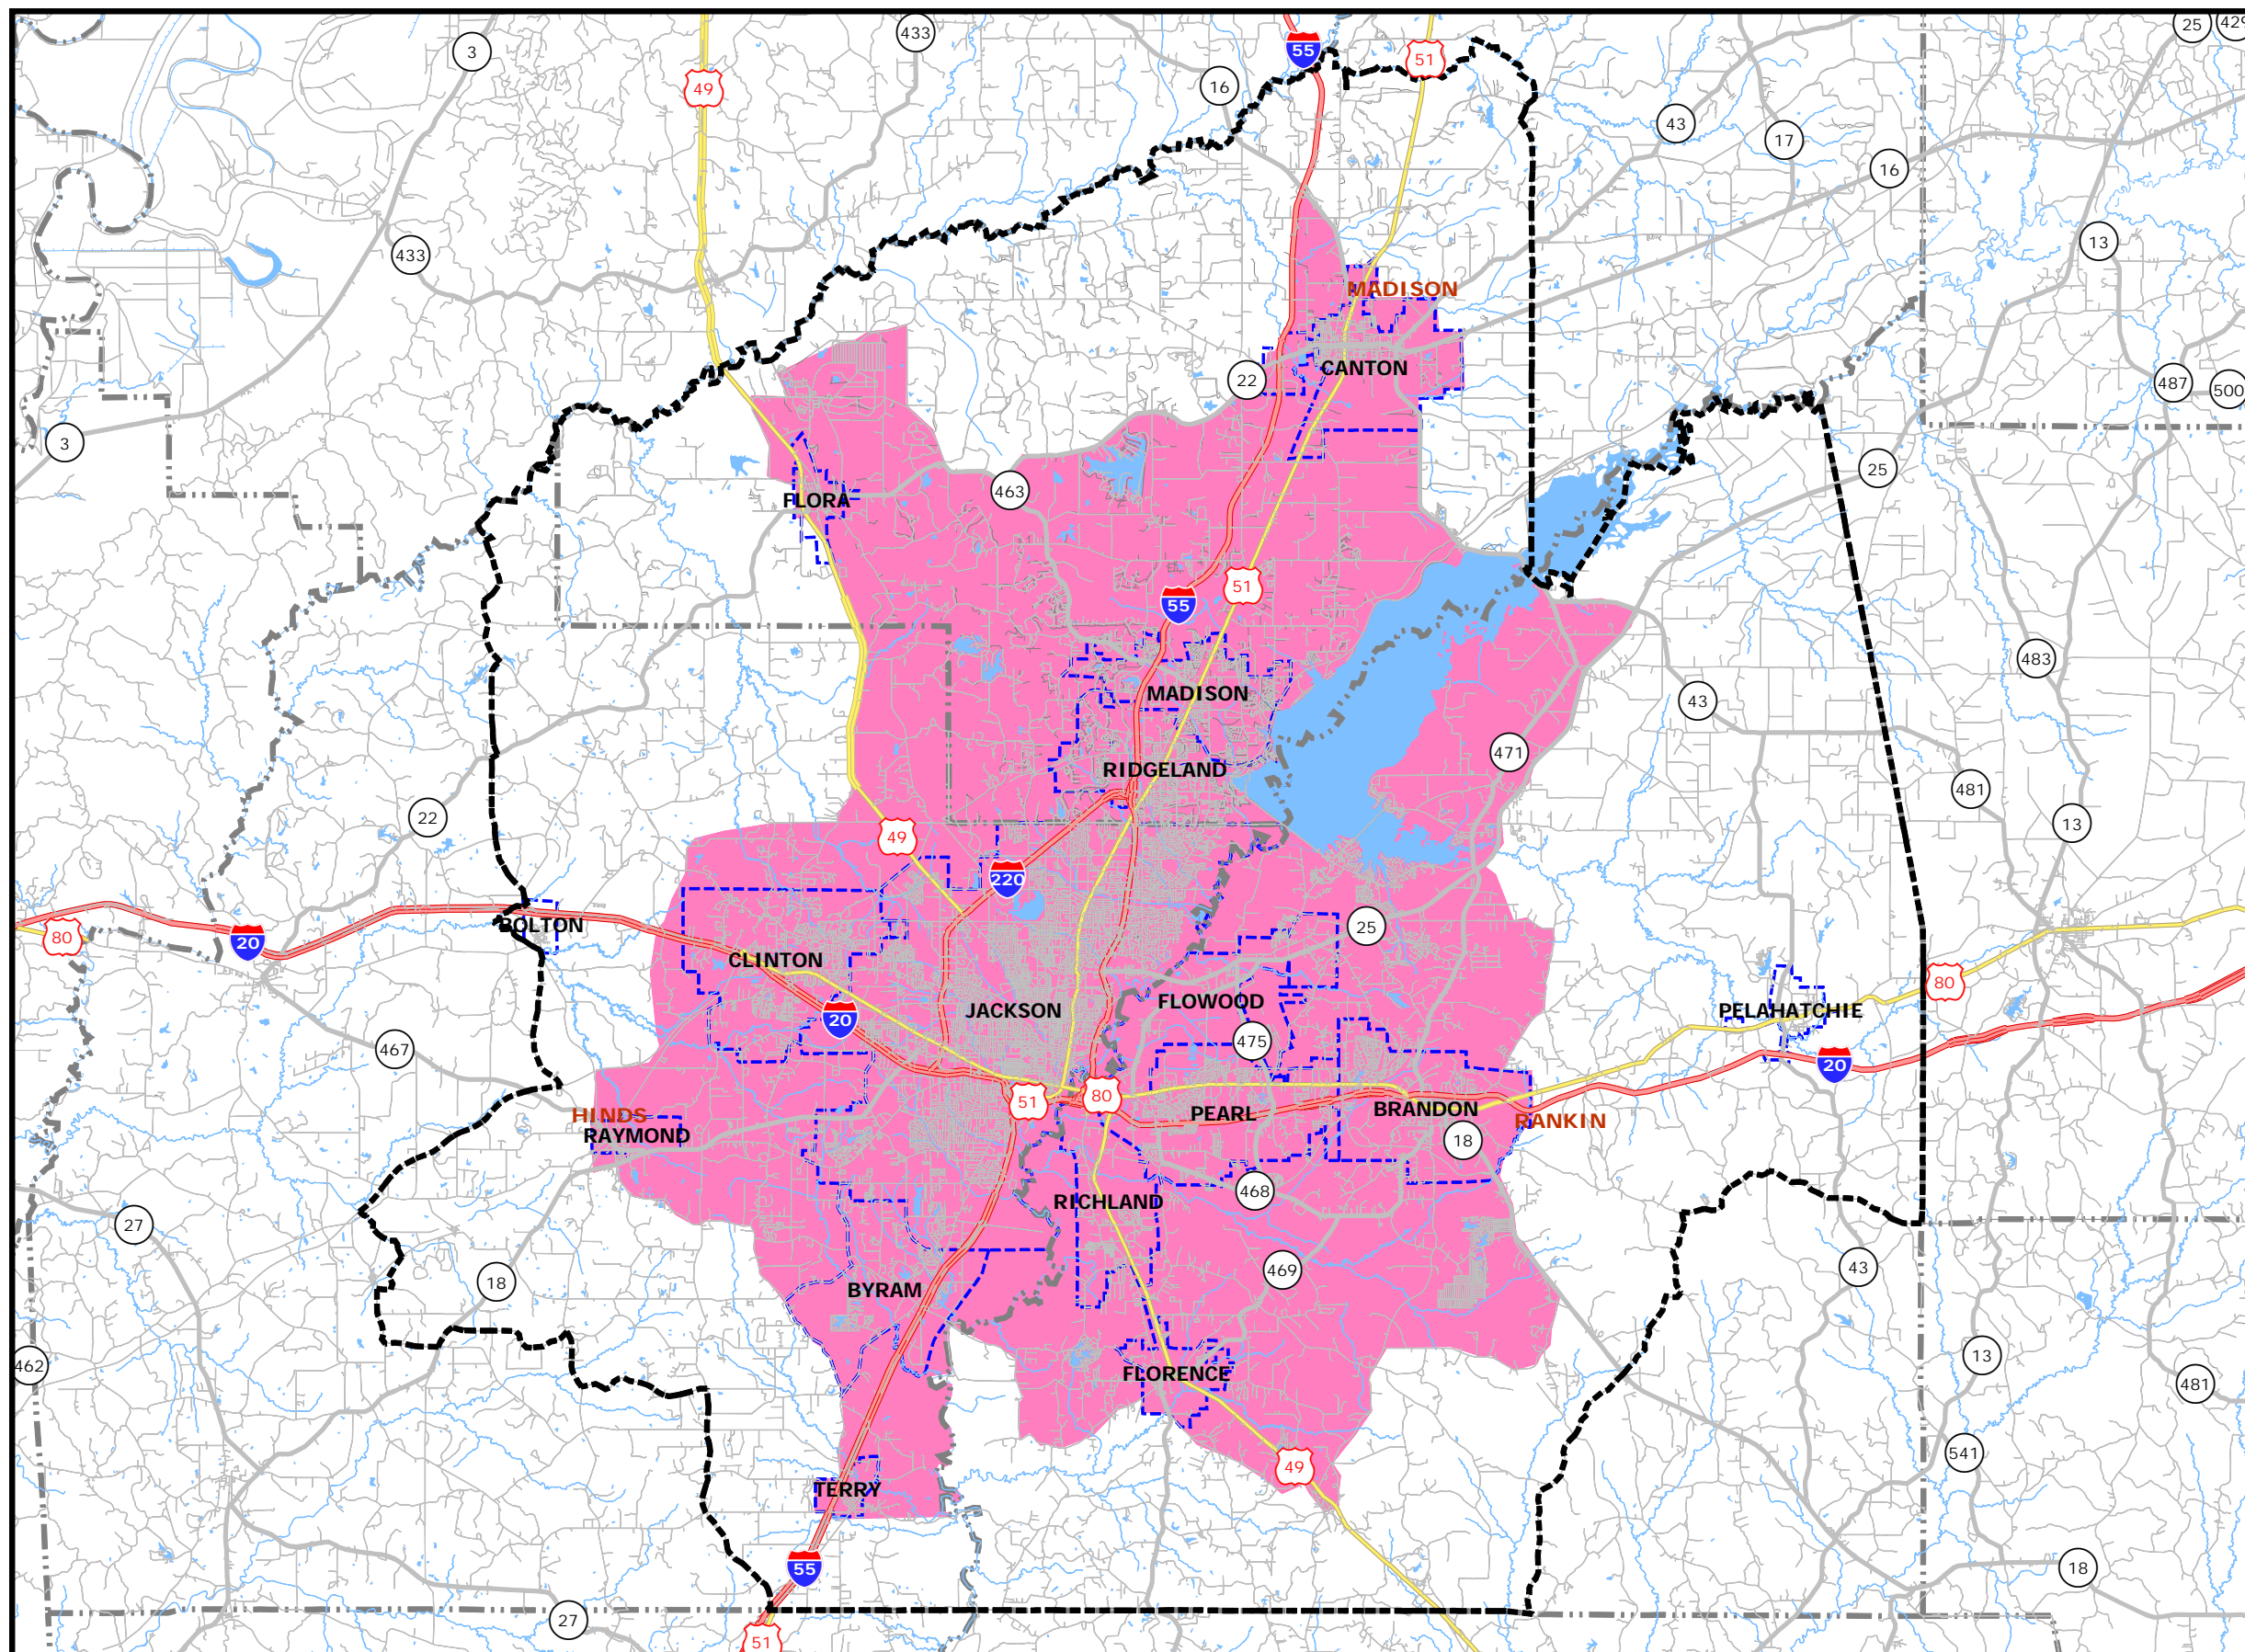 25
429
433
3
55
51
49
16
43
17
16
433
13
MADISON
CANTON
22
487
500
3
25
463
FLORA
51
55
483
MADISON
43
471
RIDGELAND
481
22
13
49
220
BOLTON
25
80
20
CLINTON
80
FLOWOOD
JACKSON
PELAHATCHIE
20
475
467
20
80
51
HINDS
PEARL
BRANDON
RANKIN
RAYMOND
18
468
RICHLAND
27
43
469
18
BYRAM
13
462
FLORENCE
481
541
49
TERRY
55
18
27
51